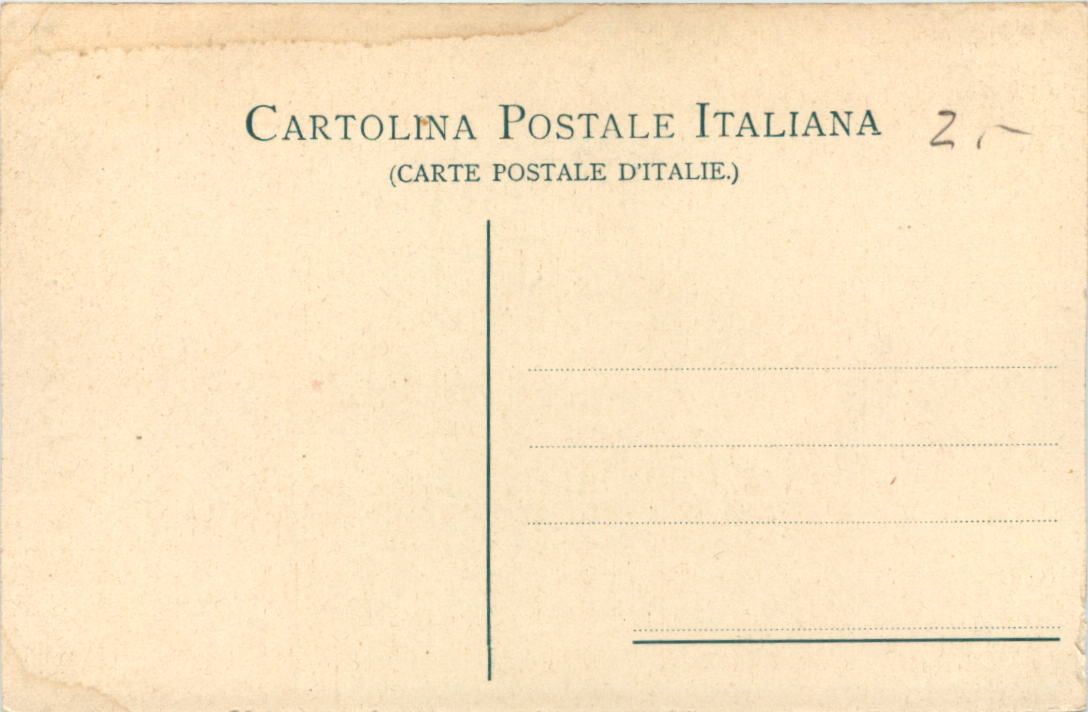 CARTOLINA POSTALE ITALIANA
(CARTE POSTALE D'ITALIE.)
2,–